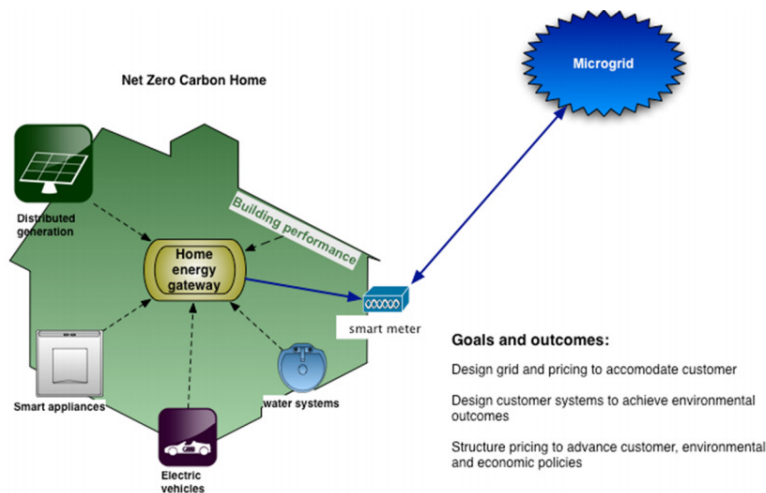 Net Zero Carbon Home
Microgrid
Distributed
generation
Building performance
Home
energy
gateway
smart meter
Smart appliances
water systems
Electric
vehicles
Goals and outcomes:
Design grid and pricing to accomodate customer
Design customer systems to achieve environmental
outcomes
Structure pricing to advance customer, environmental
and economic policies